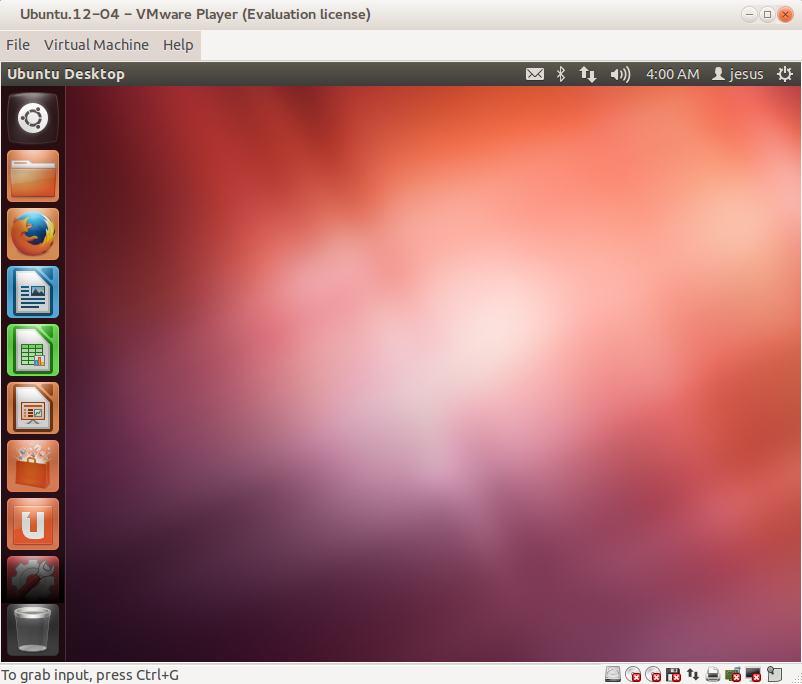 Ubuntu.12-04 - VMware Player (Evaluation license)
File Virtual Machine Help
Ubuntu Desktop 4:00 AM jesus
To grab input, press Ctrl+G